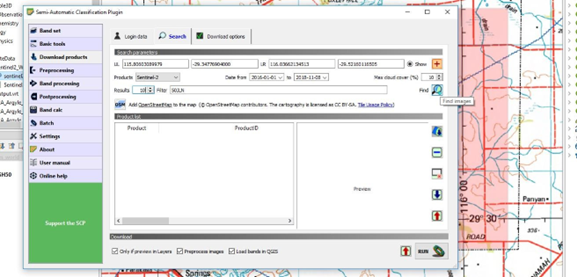 Semi-Automatic Classification Plugin
Band set
Basic tools
Download products
Preprocessing
Band processing
Postprocessing
Band calc
Batch
Settings
About
User manual
Online help
Support the SCP
Login data
Search
Download options
Search parameters
UL
-29.34776904000
LR
116.03662134513
-29.52160110505
Show
Products Sentinel-2
Date from 2016-01-01 to 2016-11-08
Max cloud cover (%) 10
Results 10 Filter
Find
Find images
OSM Add OpenStreetMap to the map (© OpenStreetMap contributors. The cartography is licensed as CC BY-SA. Tile Usage Policy)
Product list
Product
ProductID
Preview
Download
Only if preview in Layers
Preprocess images
Load bands in QGIS
RUN
116° 00'
Panyan
29° 30'
ROAD
Springs
GH50